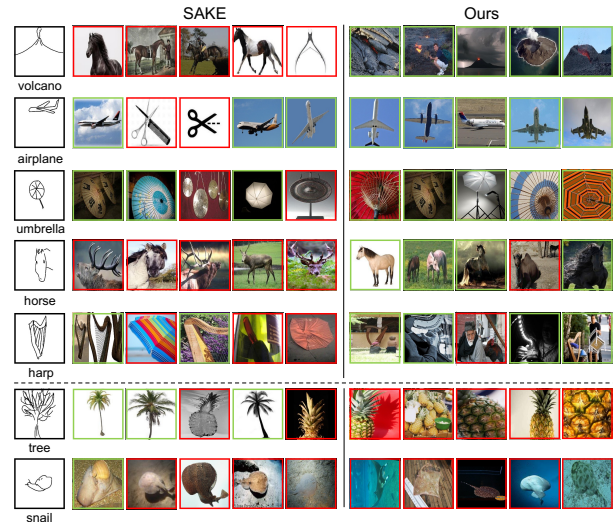 SAKE
Ours
volcano
airplane
umbrella
horse
harp
tree
snail